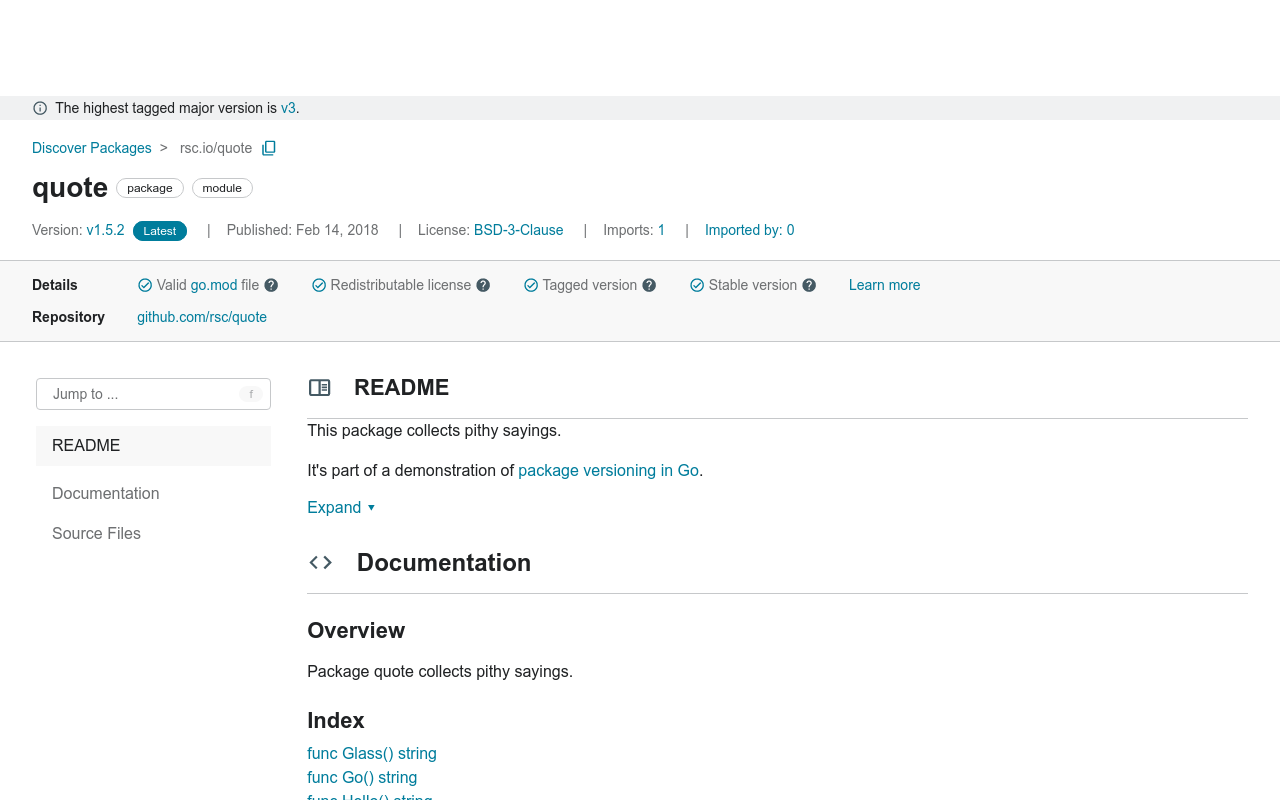 The highest tagged major version is v3.
Discover Packages > rsc.io/quote
quote package module
Version: v1.5.2 Latest | Published: Feb 14, 2018 | License: BSD-3-Clause | Imports: 1 | Imported by: 0
Details Valid go.mod file ? Redistributable license ? Tagged version ? Stable version ? Learn more
Repository github.com/rsc/quote
Jump to ... f
README
Documentation
Source Files
README
This package collects pithy sayings.
It's part of a demonstration of package versioning in Go.
Expand ▼
Documentation
Overview
Package quote collects pithy sayings.
Index
func Glass() string
func Go() string
func Hello() string